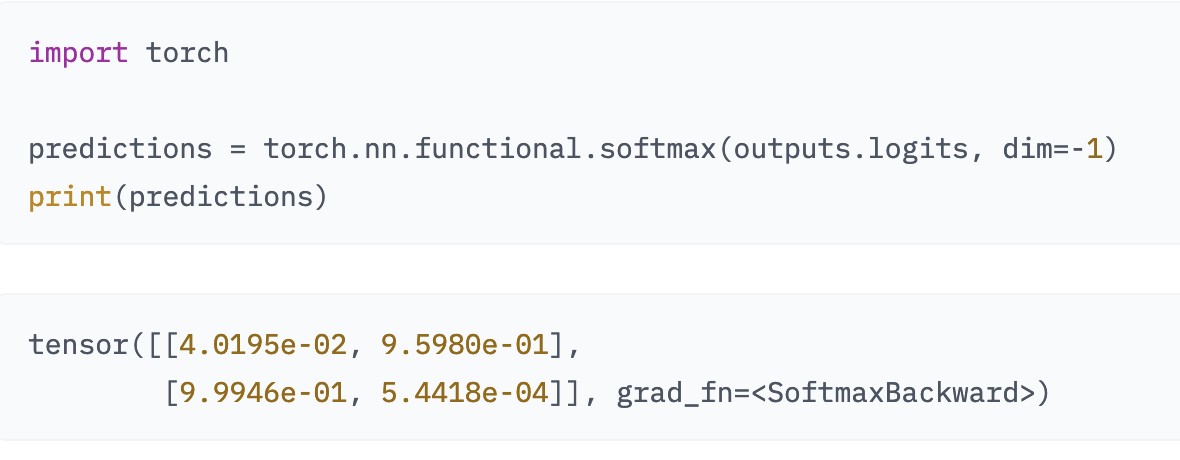 import torch
predictions = torch.nn.functional.softmax(outputs.logits, dim=-1)
print(predictions)
tensor([[4.0195e-02, 9.5980e-01],
        [9.9946e-01, 5.4418e-04]], grad_fn=<SoftmaxBackward>)